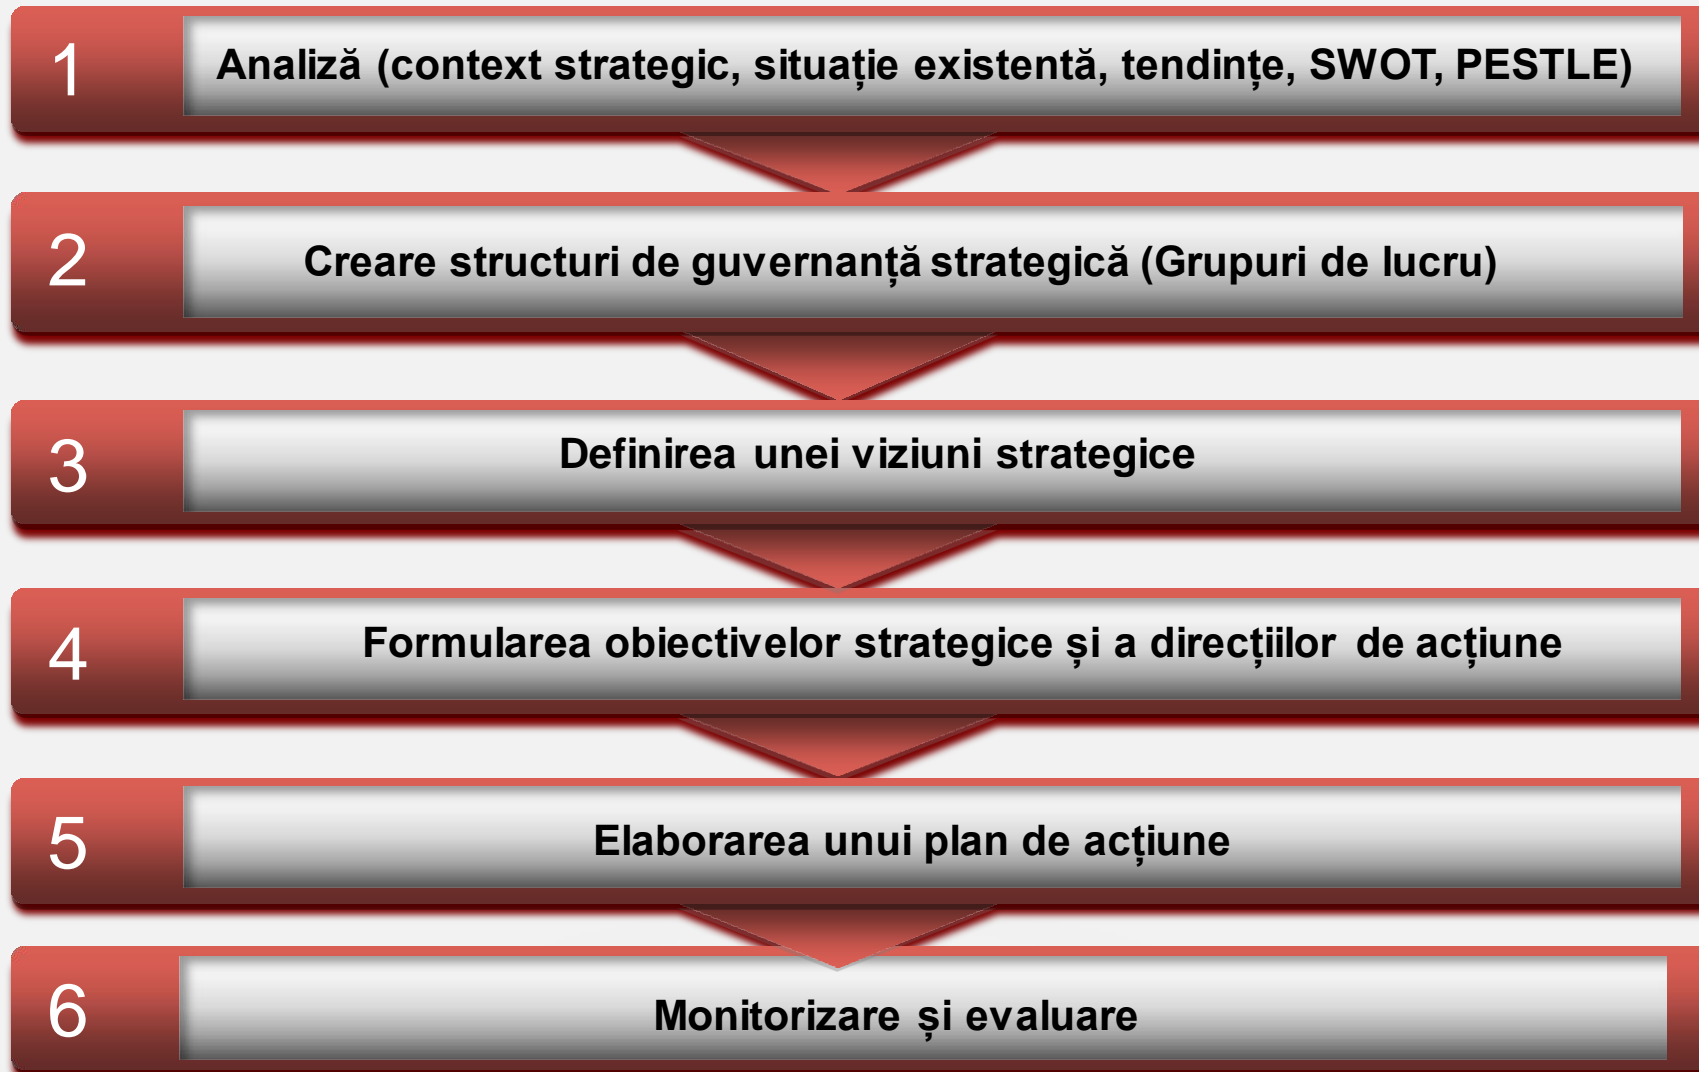 1
Analiză (context strategic, situație existentă, tendințe, SWOT, PESTLE)
2
Creare structuri de guvernanță strategică (Grupuri de lucru)
3
Definirea unei viziuni strategice
4
Formularea obiectivelor strategice și a direcțiilor de acțiune
5
Elaborarea unui plan de acțiune
6
Monitorizare și evaluare